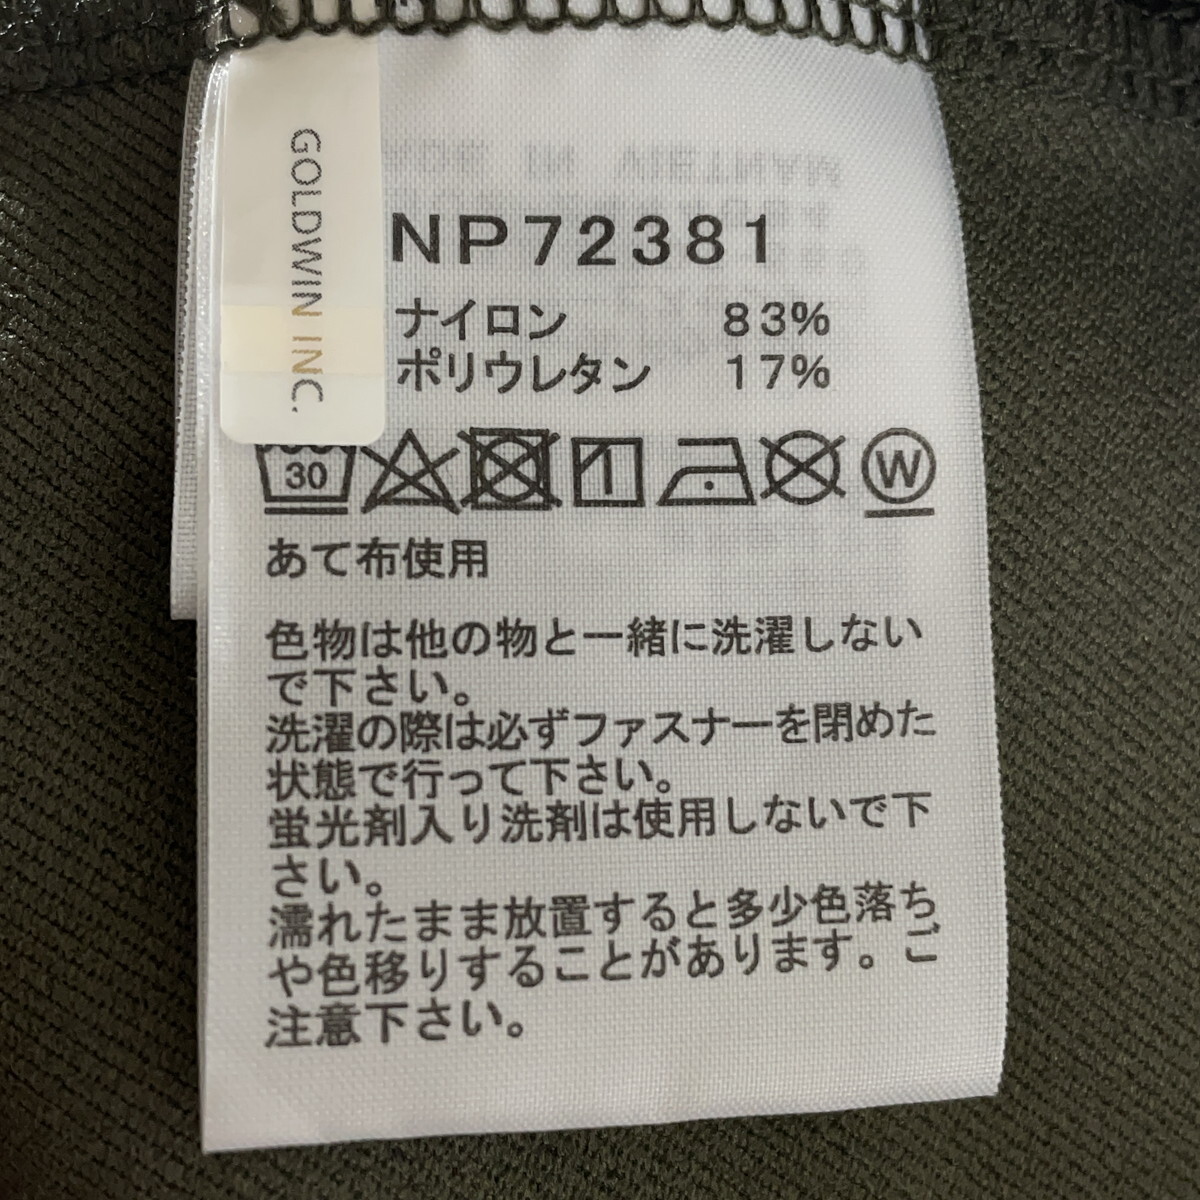 GOLDWIN INC.
NP72381
ナイロン 83%
ポリウレタン 17%
30
W
あて布使用
色物は他の物と一緒に洗濯しない
で下さい。
洗濯の際は必ずファスナーを閉めた
状態で行って下さい。
蛍光剤入り洗剤は使用しないで下
さい。
濡れたまま放置すると多少色落ち
や色移りすることがあります。ご
注意下さい。